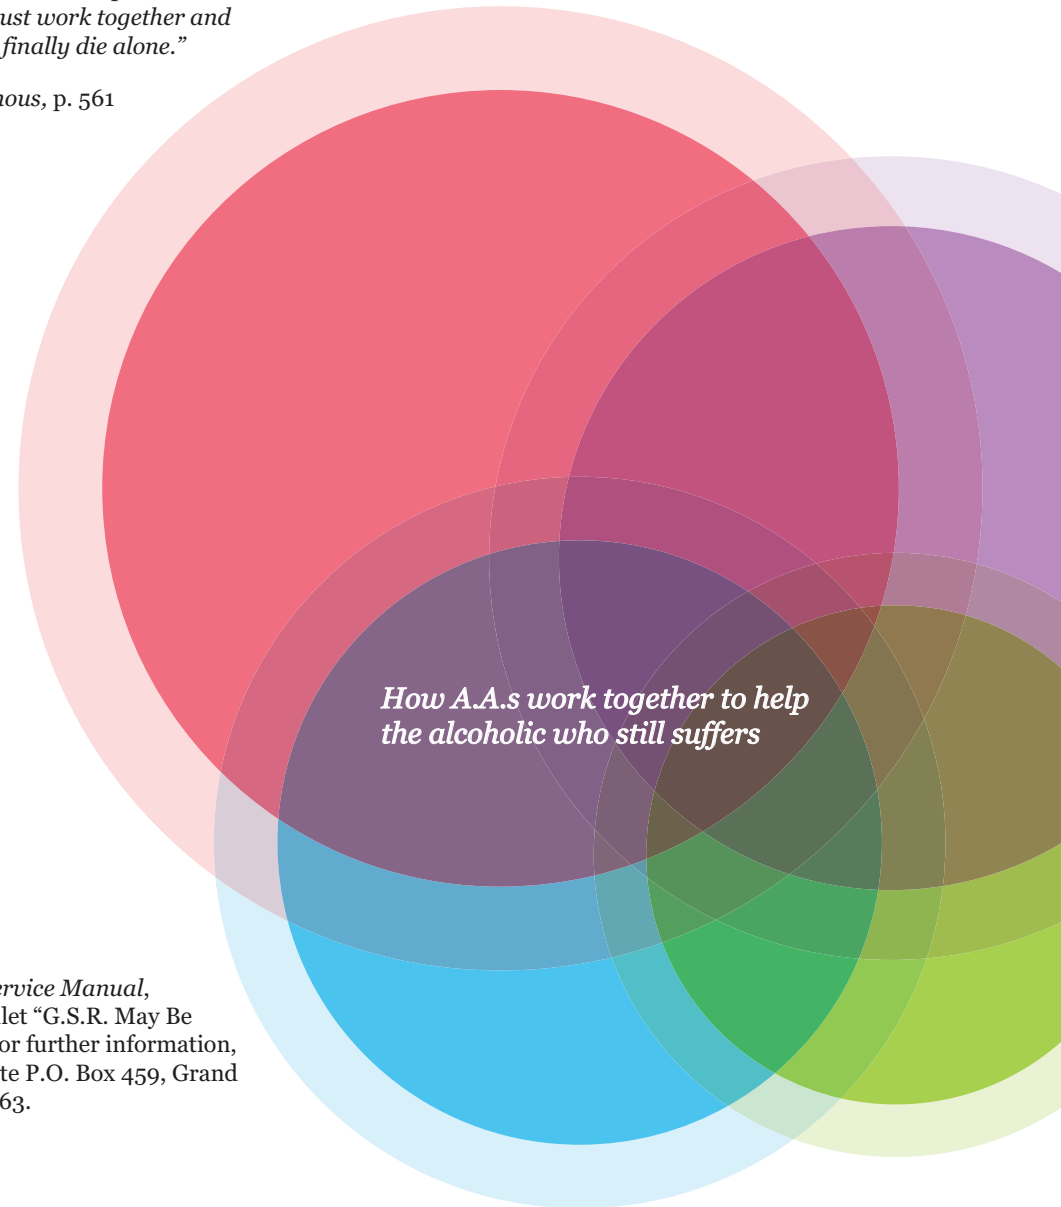 ust work together and
finally die alone.”
nous, p. 561
How A.A.s work together to help
the alcoholic who still suffers
ervice Manual,
let “G.S.R. May Be
or further information,
te P.O. Box 459, Grand
63.